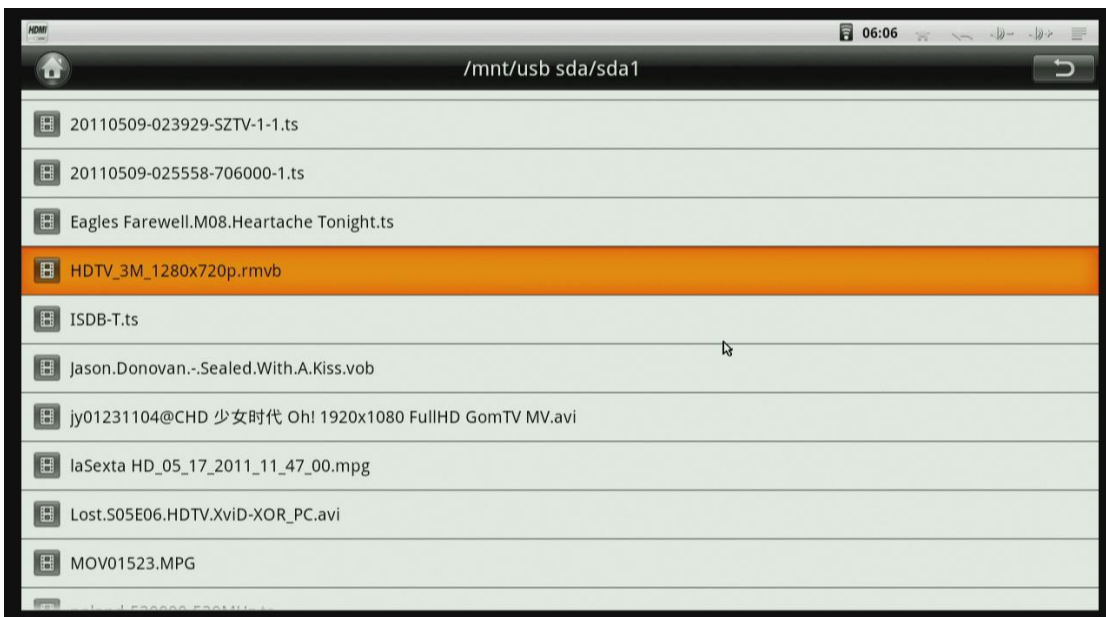 HDMI
06:06
/mnt/usb sda/sda1
20110509-023929-SZTV-1-1.ts
20110509-025558-706000-1.ts
Eagles Farewell.M08.Heartache Tonight.ts
HDTV_3M_1280x720p.rmvb
ISDB-T.ts
Jason.Donovan.-.Sealed.With.A.Kiss.vob
jy01231104@CHD 少女时代 Oh! 1920x1080 FullHD GomTV MV.avi
laSexta HD_05_17_2011_11_47_00.mpg
Lost.S05E06.HDTV.XviD-XOR_PC.avi
MOV01523.MPG